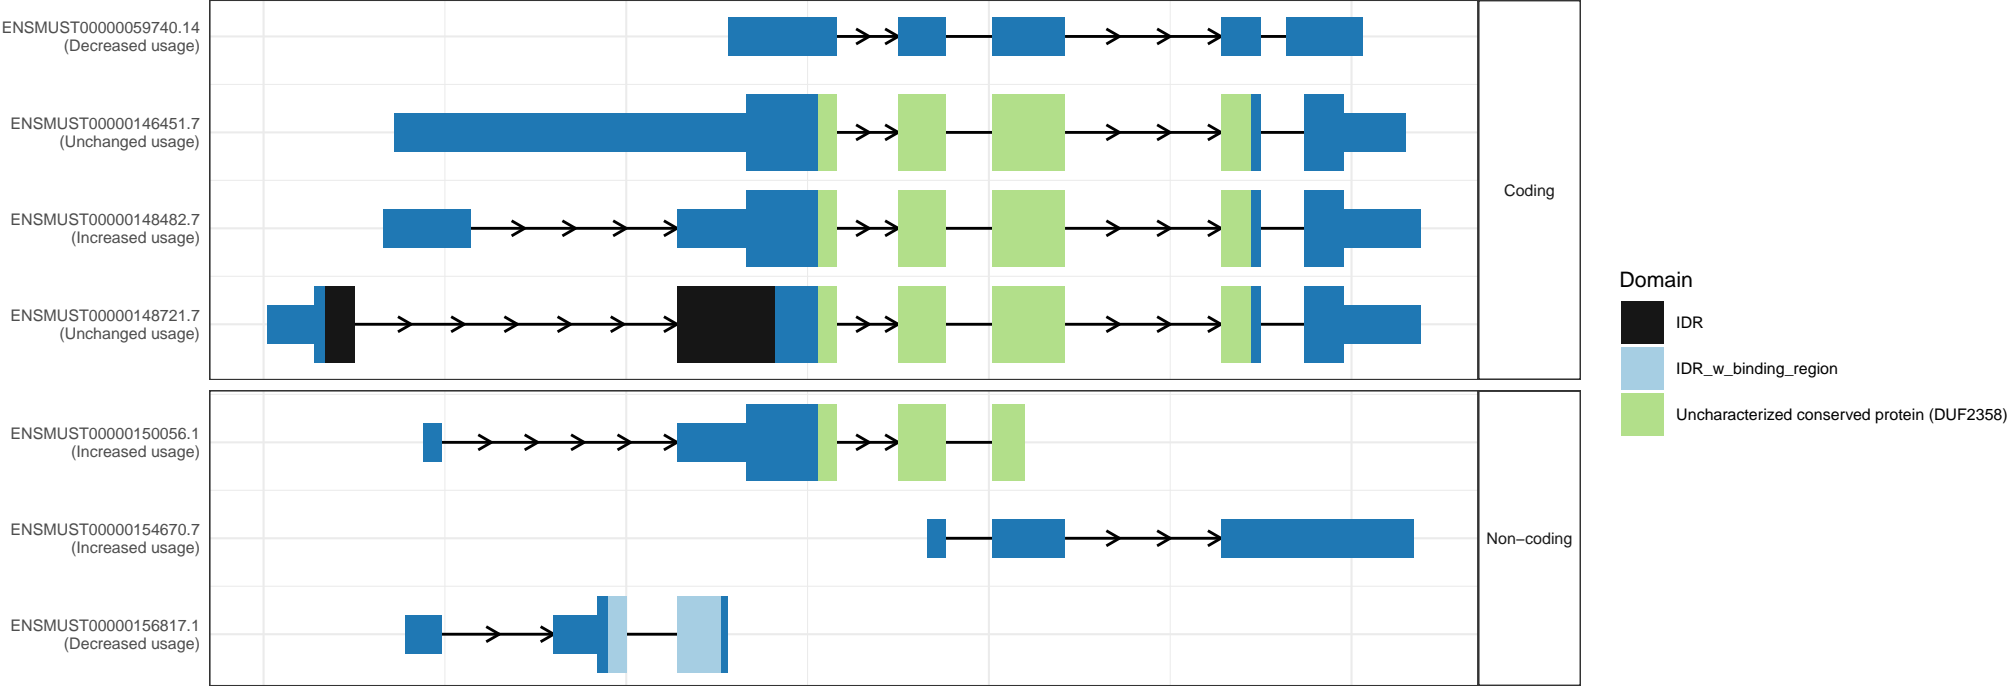 ENSMUST00000059740.14
(Decreased usage)
ENSMUST00000146451.7
(Unchanged usage)
ENSMUST00000148482.7
(Increased usage)
ENSMUST00000148721.7
(Unchanged usage)
Coding
ENSMUST00000150056.1
(Increased usage)
ENSMUST00000154670.7
(Increased usage)
ENSMUST00000156817.1
(Decreased usage)
Non−coding
Domain
IDR
IDR_w_binding_region
Uncharacterized conserved protein (DUF2358)